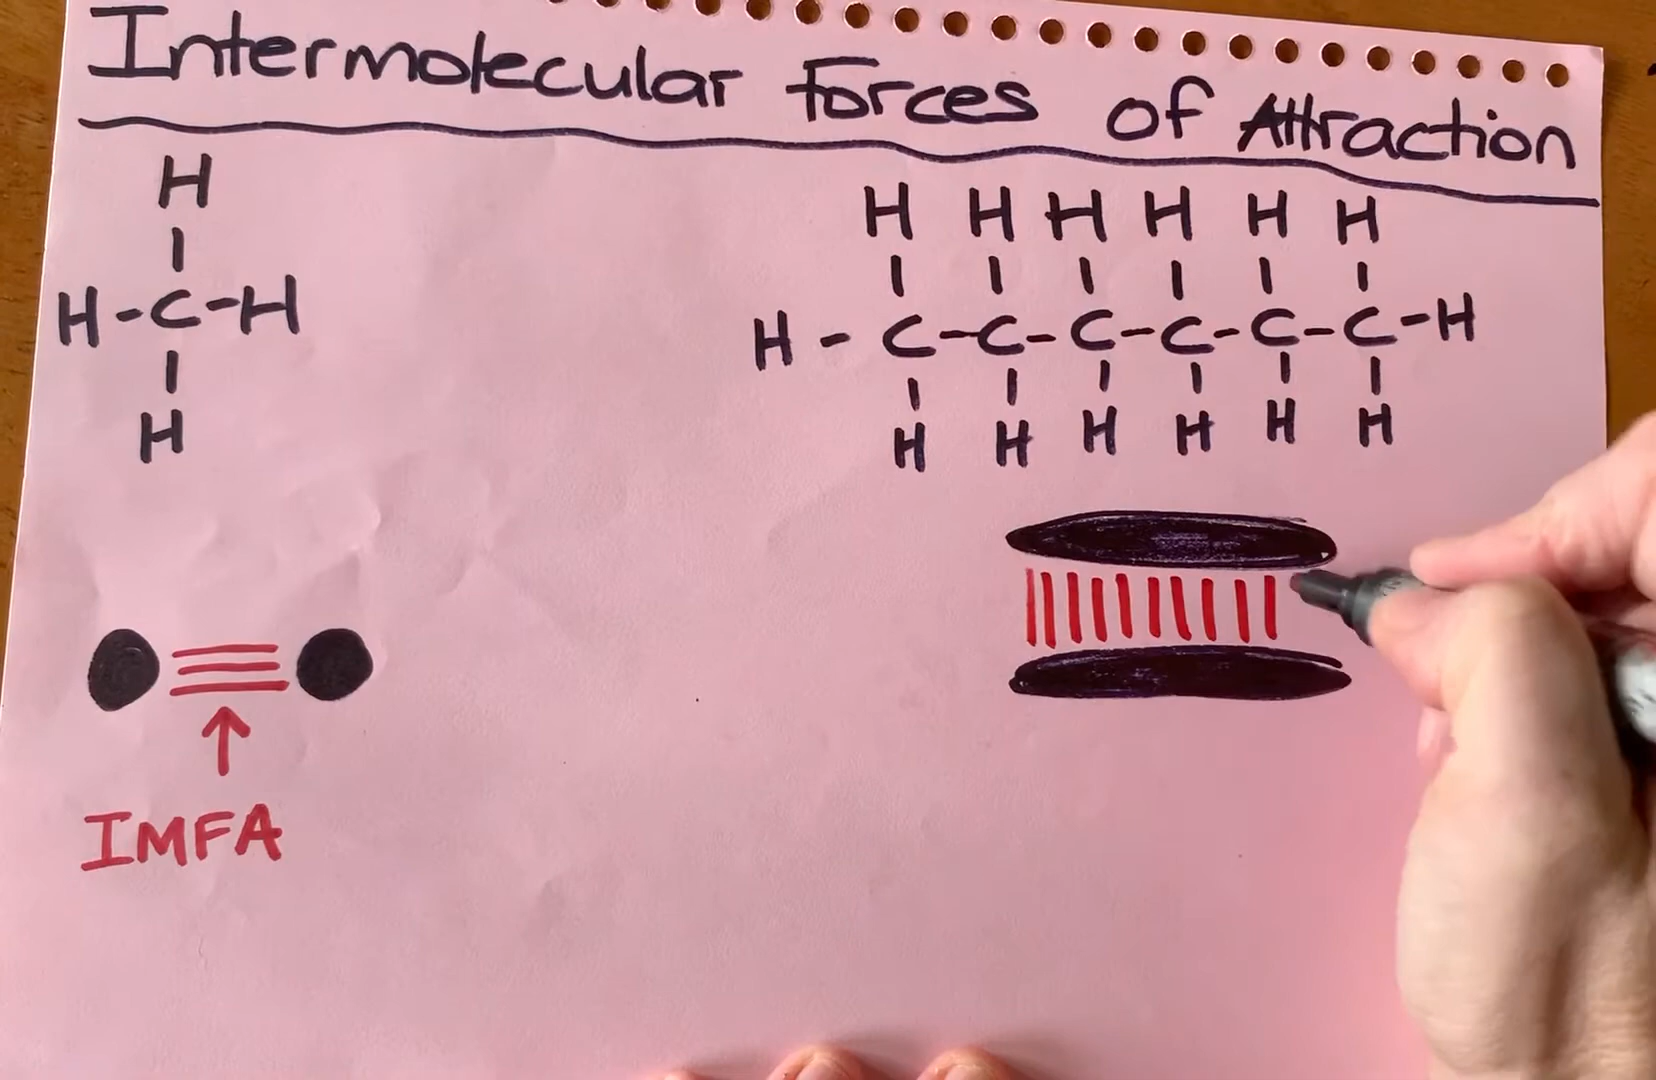 Intermolecular Forces of Attraction
H
H-C-H
H
H H H H H H
H-C-C-C-C-C-C-H
H H H H H H
IMFA